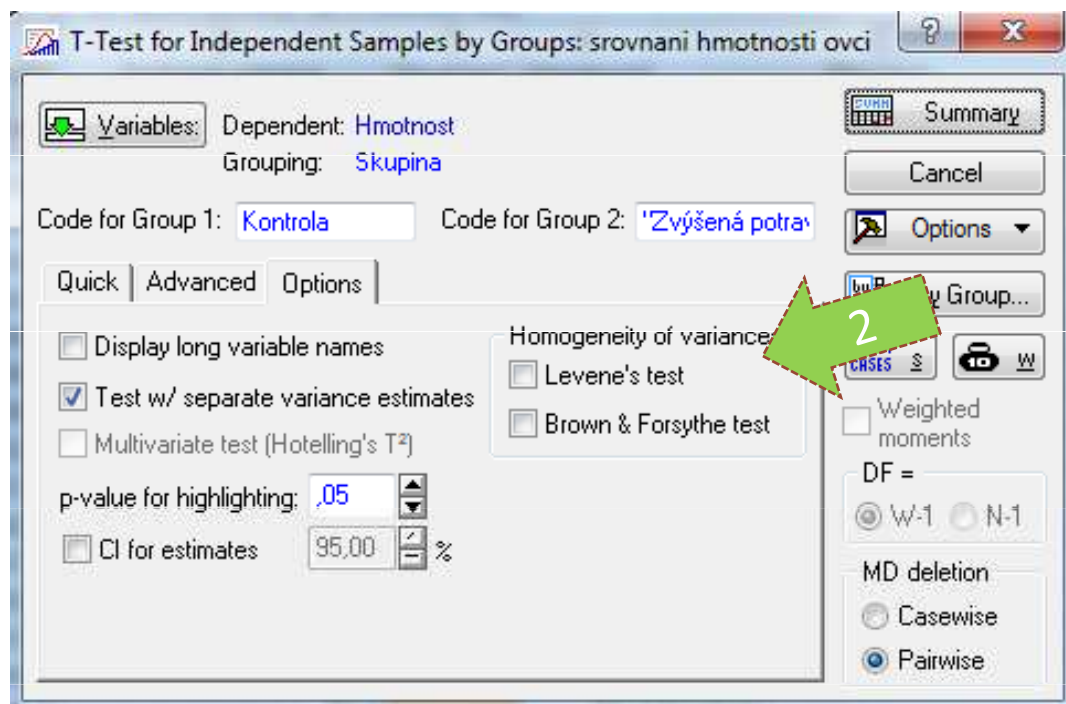 T-Test for Independent Samples by Groups: srovnani hmotnosti ovci
Variables: Dependent: Hmotnost
Grouping: Skupina
Code for Group 1: Kontrola Code for Group 2: "Zvýšená potrav
Quick Advanced Options
Display long variable names
Test w/ separate variance estimates
Multivariate test (Hotelling's T²)
p-value for highlighting: ,05
CI for estimates 95,00 %
Homogeneity of variances
Levene's test
Brown & Forsythe test
2
Summary
Cancel
Options
Group...
CASES S W
Weighted
moments
DF =
W-1 N-1
MD deletion
Casewise
Pairwise